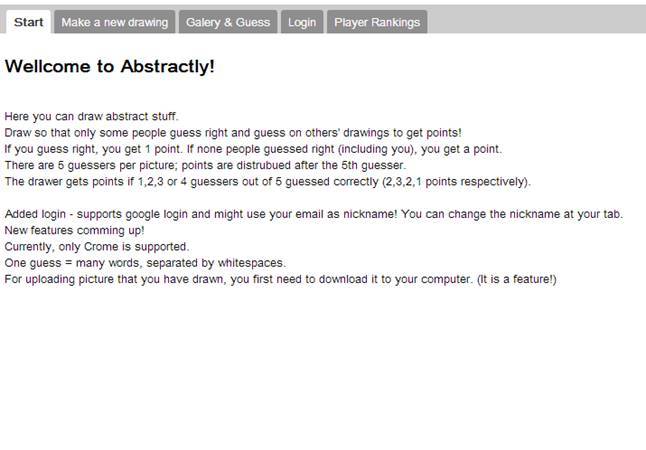 Start Make a new drawing Galery & Guess Login Player Rankings
Wellcome to Abstractly!
Here you can draw abstract stuff.
Draw so that only some people guess right and guess on others' drawings to get points!
If you guess right, you get 1 point. If none people guessed right (including you), you get a point.
There are 5 guessers per picture; points are distrubued after the 5th guesser.
The drawer gets points if 1,2,3 or 4 guessers out of 5 guessed correctly (2,3,2,1 points respectively).
Added login - supports google login and might use your email as nickname! You can change the nickname at your tab.
New features comming up!
Currently, only Crome is supported.
One guess = many words, separated by whitespaces.
For uploading picture that you have drawn, you first need to download it to your computer. (It is a feature!)